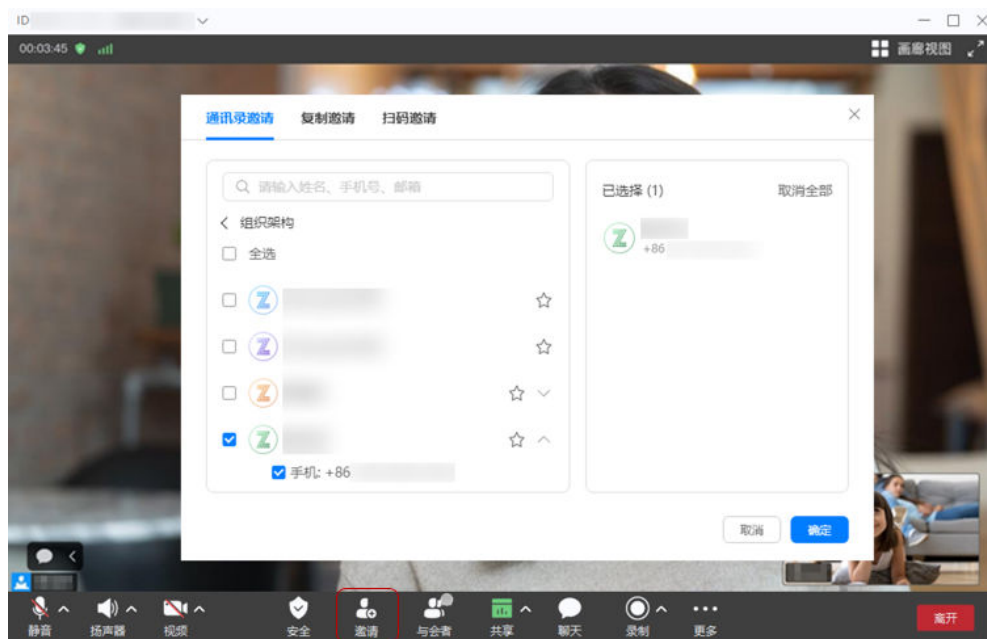 ID
00:03:45
画廊视图
通讯录邀请 复制邀请 扫码邀请
请输入姓名、手机号、邮箱
组织架构
全选
Z
Z
Z
Z
手机: +86
已选择 (1) 取消全部
Z
+86
取消 确定
静音 扬声器 视频 安全 邀请 与会者 共享 聊天 录制 更多 离开